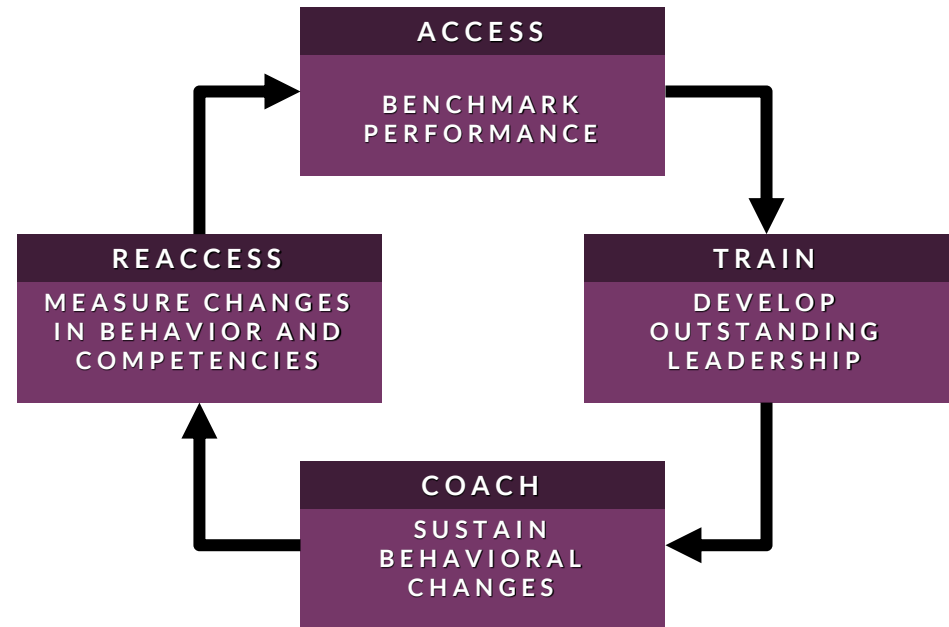 ACCESS
BENCHMARK
PERFORMANCE
TRAIN
DEVELOP
OUTSTANDING
LEADERSHIP
COACH
SUSTAIN
BEHAVIORAL
CHANGES
REACCESS
MEASURE CHANGES
IN BEHAVIOR AND
COMPETENCIES